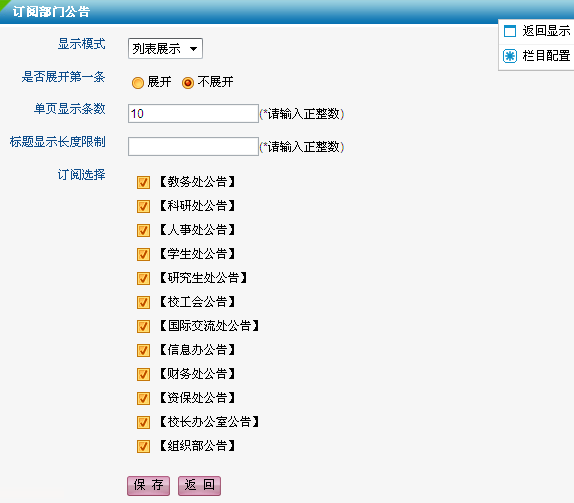 订阅部门公告
返回显示
栏目配置
显示模式 列表展示
是否展开第一条 展开 不展开
单页显示条数 10 (*请输入正整数)
标题显示长度限制 (*请输入正整数)
订阅选择
【教务处公告】
【科研处公告】
【人事处公告】
【学生处公告】
【研究生处公告】
【校工会公告】
【国际交流处公告】
【信息办公告】
【财务处公告】
【资保处公告】
【校长办公室公告】
【组织部公告】
保 存 返 回